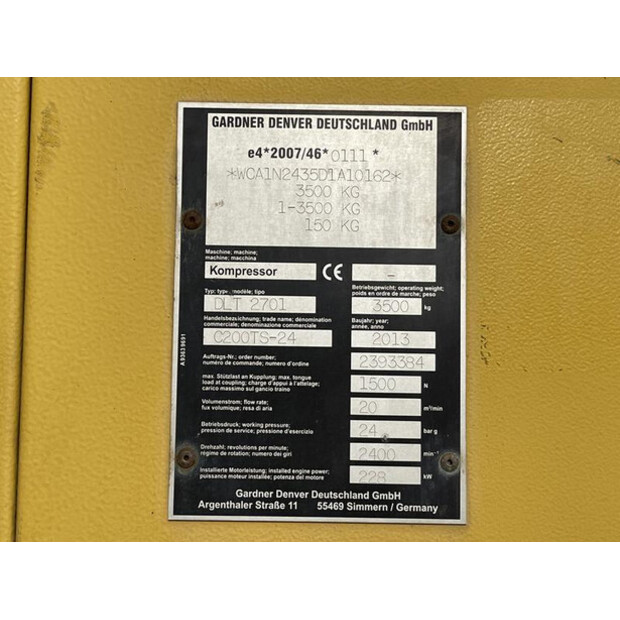 GARDNER DENVER DEUTSCHLAND GmbH
e4*2007/46*0111*
*WCA1N2435D1A10162*
3500 KG
1-3500 KG
150 KG
Maschine; machine;
machine; macchina
Kompressor
CE
-
Typ; type; modèle; tipo
DLT 2701
Betriebsgewicht; operating weight;
poids en ordre de marche; peso
3500 kg
Handelsbezeichnung; trade name; dénomination
commerciale; denominazione commerciale
C200TS-24
Baujahr; year;
année, anno
2013
Auftrags-Nr.; order number;
numéro de commande; numero d'ordine
2393384
max. Stützlast an Kupplung; max. tongue
load at coupling; charge d'appui à l'attelage;
carico massimo sul gancio traino
1500 N
Volumenstrom; flow rate;
fux volumique; resa di aria
20 m³/min
Betriebsdruck; working pressure;
pression de service; pressione d'esercizio
24 bar g
Drehzahl; revolutions per minute;
régime de rotation; numero dei giri
2400 min⁻¹
Installierte Motorleistung; installed engine power;
puissance moteur installée; potenza del motore
228 kW
Gardner Denver Deutschland GmbH
Argenthaler Straße 11 55469 Simmern / Germany
A93639691